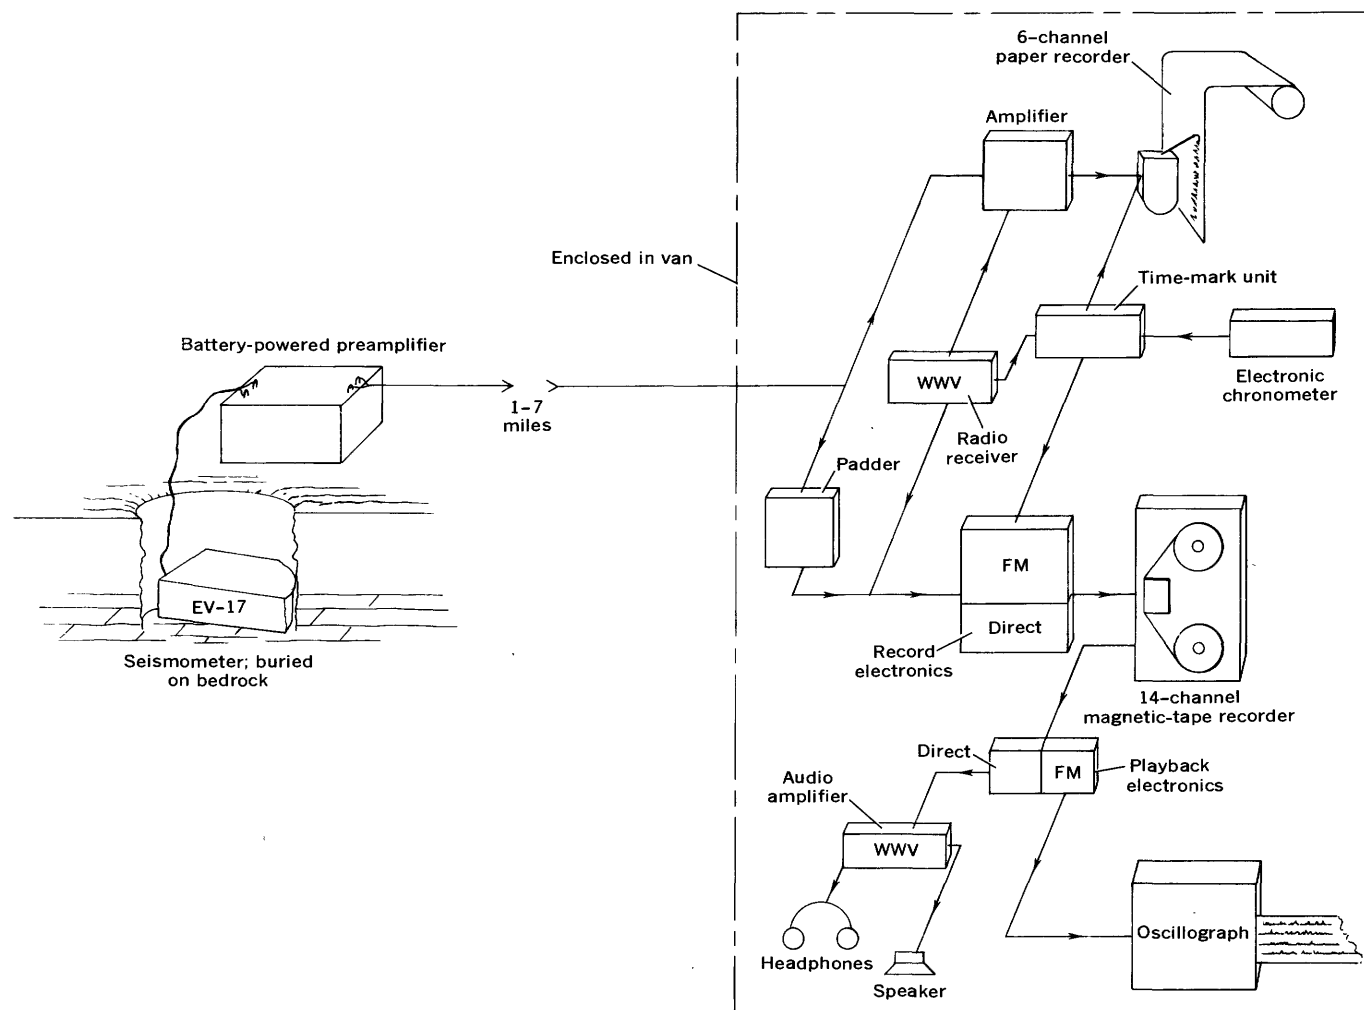 6-channel
paper recorder
Amplifier
Enclosed in van
Time-mark unit
Battery-powered preamplifier
WWV
Electronic
chronometer
1-7
miles
Radio
receiver
Padder
FM
EV-17
Direct
Record
electronics
Seismometer; buried
on bedrock
14-channel
magnetic-tape recorder
Direct
FM
Playback
electronics
Audio
amplifier
WWV
Oscillograph
Headphones
Speaker